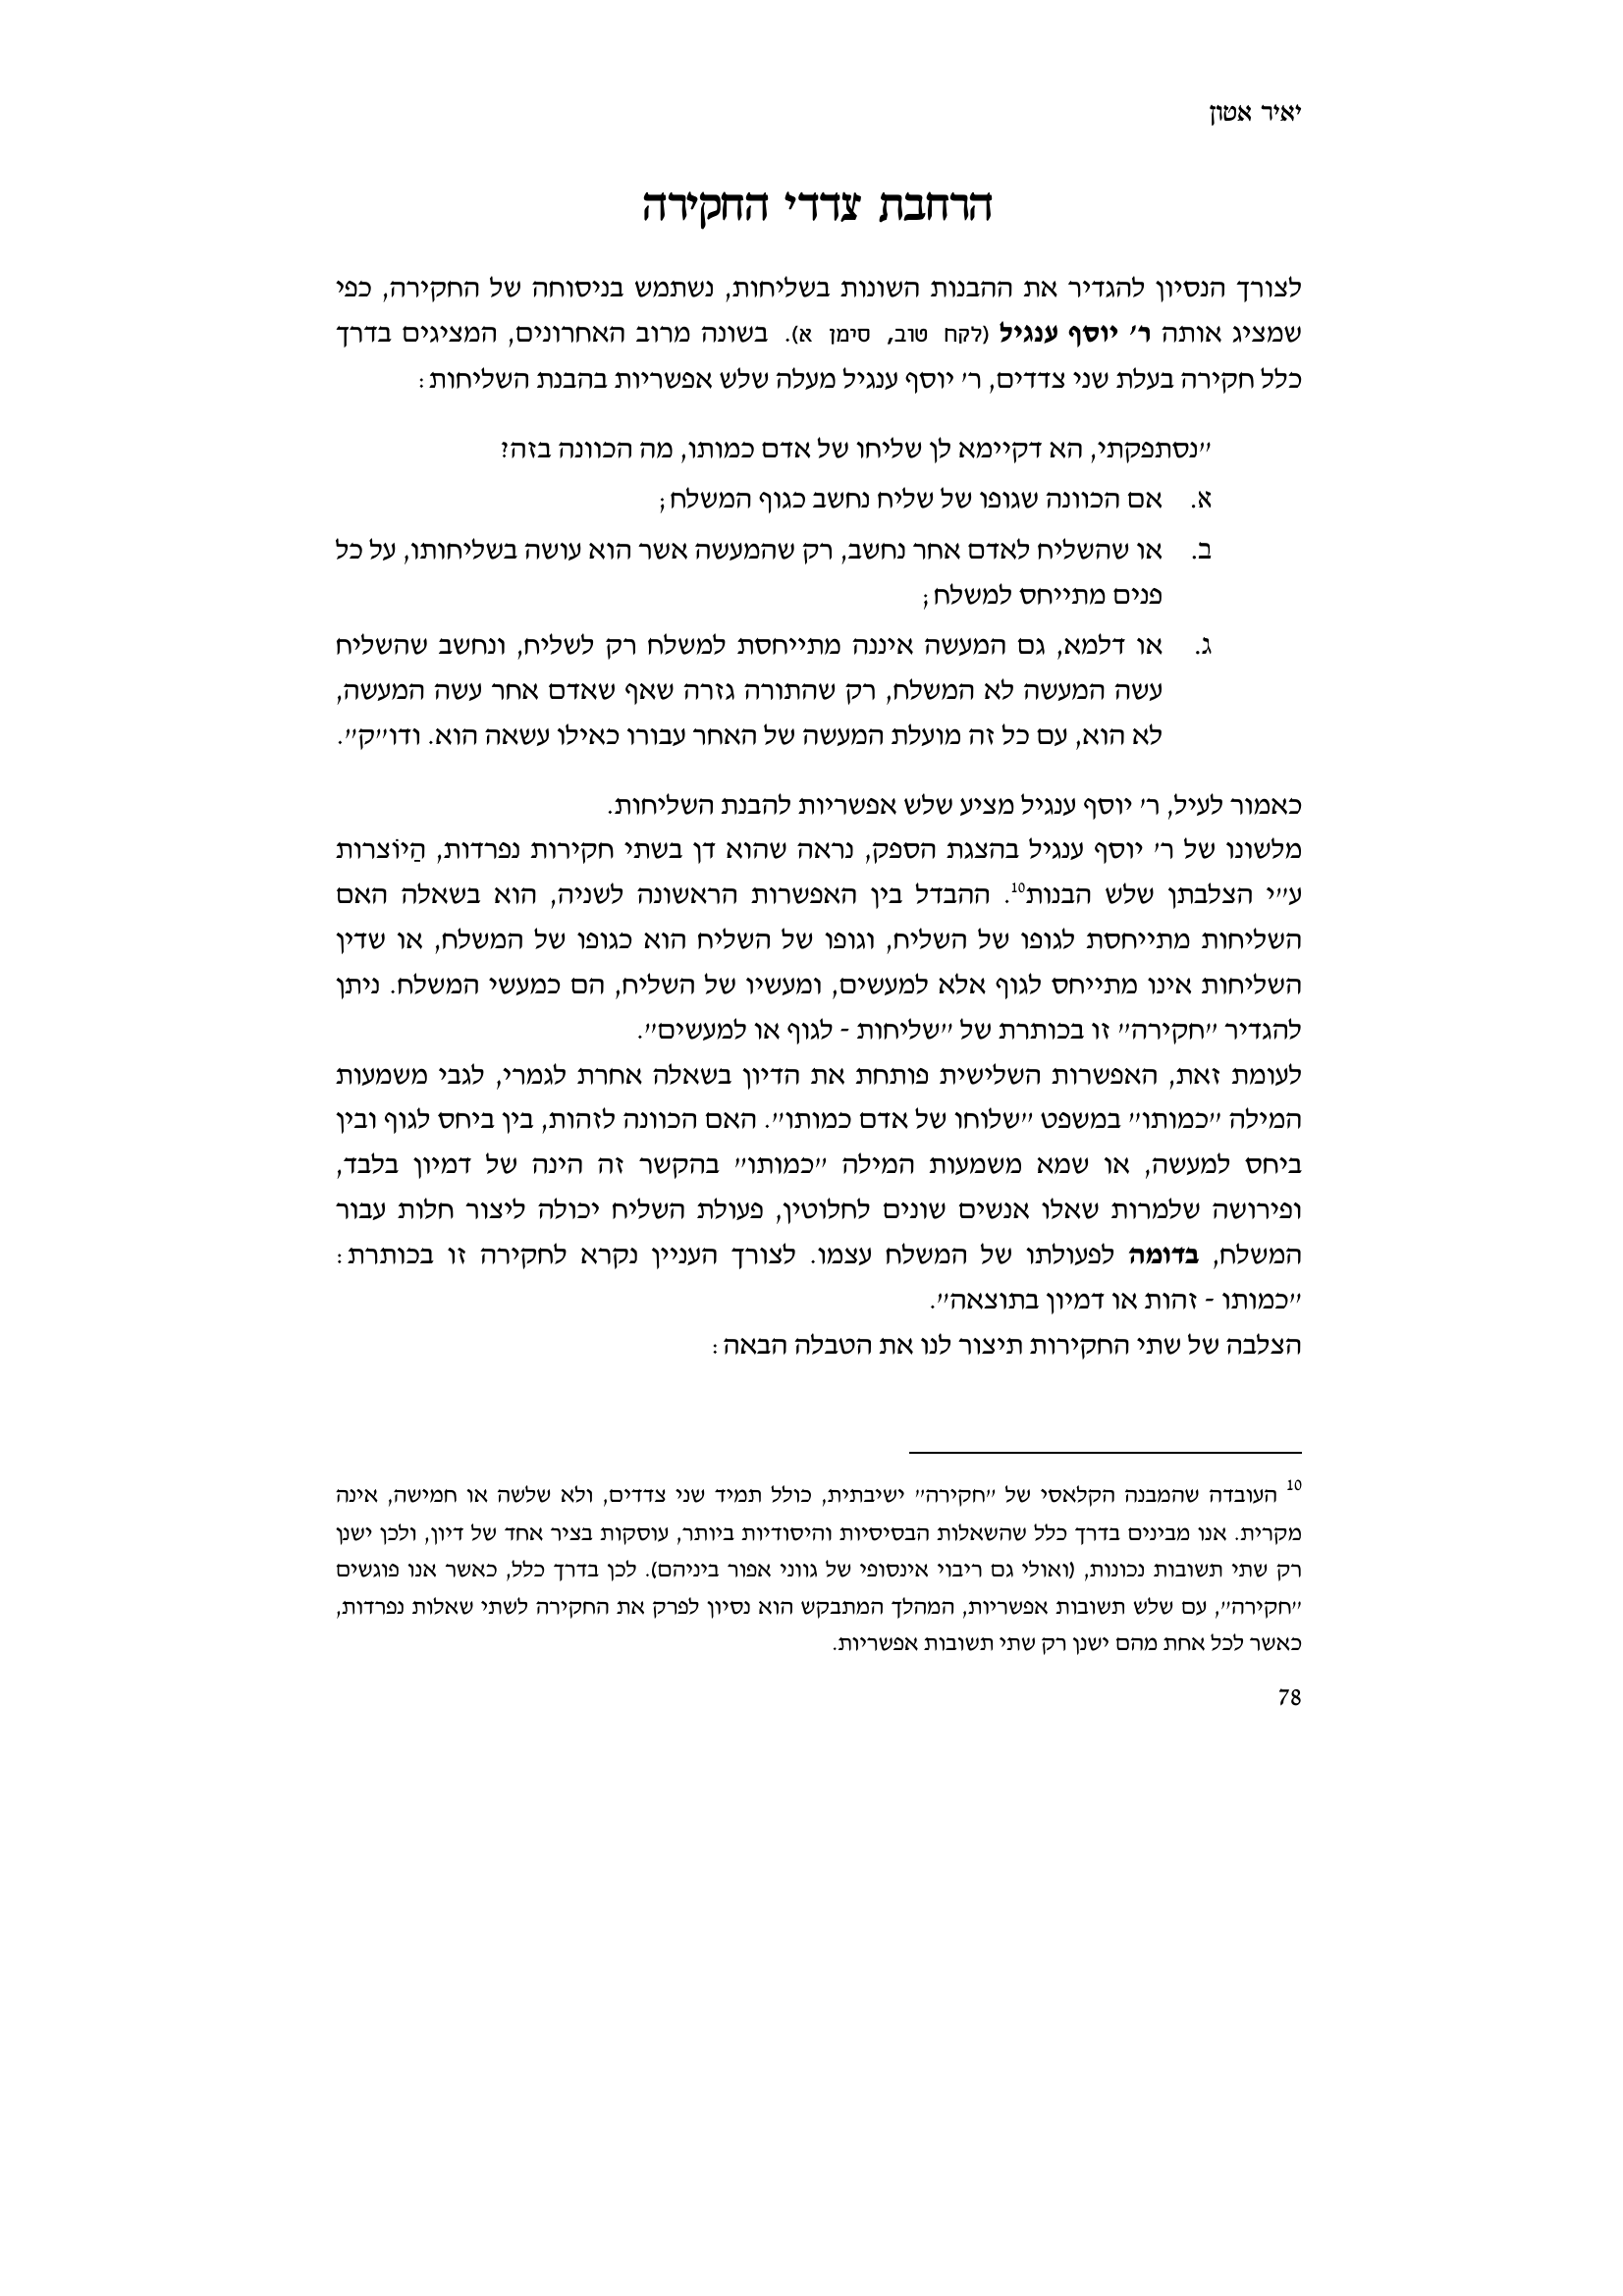 יאיר אטון
הרחבת צדדי החקירה
לצורך הנסיון להגדיר את ההבנות השונות בשליחות, נשתמש בניסוחה של החקירה, כפי
שמציג אותה ר׳ יוסף ענגיל (לקח טוב, סימן א). בשונה מרוב האחרונים, המציגים בדרך
כלל חקירה בעלת שני צדדים, ר׳ יוסף ענגיל מעלה שלש אפשריות בהבנת השליחות:
״נסתפקתי, הא דקיימא לן שליחו של אדם כמותו, מה הכוונה בזה?
א. אם הכוונה שגופו של שליח נחשב כגוף המשלח;
ב. או שהשליח לאדם אחר נחשב, רק שהמעשה אשר הוא עושה בשליחותו, על כל
פנים מתייחס למשלח;
ג. או דלמא, גם המעשה איננה מתייחסת למשלח רק לשליח, ונחשב שהשליח
עשה המעשה לא המשלח, רק שהתורה גזרה שאף שאדם אחר עשה המעשה,
לא הוא, עם כל זה מועלת המעשה של האחר עבורו כאילו עשאה הוא. ודו״ק״.
כאמור לעיל, ר׳ יוסף ענגיל מציע שלש אפשריות להבנת השליחות.
מלשונו של ר׳ יוסף ענגיל בהצגת הספק, נראה שהוא דן בשתי חקירות נפרדות, הַיוֹצרות
ע״י הצלבתן שלש הבנות10. ההבדל בין האפשרות הראשונה לשניה, הוא בשאלה האם
השליחות מתייחסת לגופו של השליח, וגופו של השליח הוא כגופו של המשלח, או שדין
השליחות אינו מתייחס לגוף אלא למעשים, ומעשיו של השליח, הם כמעשי המשלח. ניתן
להגדיר ״חקירה״ זו בכותרת של ״שליחות - לגוף או למעשים״.
לעומת זאת, האפשרות השלישית פותחת את הדיון בשאלה אחרת לגמרי, לגבי משמעות
המילה ״כמותו״ במשפט ״שלוחו של אדם כמותו״. האם הכוונה לזהות, בין ביחס לגוף ובין
ביחס למעשה, או שמא משמעות המילה ״כמותו״ בהקשר זה הינה של דמיון בלבד,
ופירושה שלמרות שאלו אנשים שונים לחלוטין, פעולת השליח יכולה ליצור חלות עבור
המשלח, בדומה לפעולתו של המשלח עצמו. לצורך העניין נקרא לחקירה זו בכותרת:
״כמותו - זהות או דמיון בתוצאה״.
הצלבה של שתי החקירות תיצור לנו את הטבלה הבאה:
10 העובדה שהמבנה הקלאסי של ״חקירה״ ישיבתית, כולל תמיד שני צדדים, ולא שלשה או חמישה, אינה
מקרית. אנו מבינים בדרך כלל שהשאלות הבסיסיות והיסודיות ביותר, עוסקות בציר אחד של דיון, ולכן ישנן
רק שתי תשובות נכונות, (ואולי גם ריבוי אינסופי של גווני אפור ביניהם). לכן בדרך כלל, כאשר אנו פוגשים
״חקירה״, עם שלש תשובות אפשריות, המהלך המתבקש הוא נסיון לפרק את החקירה לשתי שאלות נפרדות,
כאשר לכל אחת מהם ישנן רק שתי תשובות אפשריות.
78